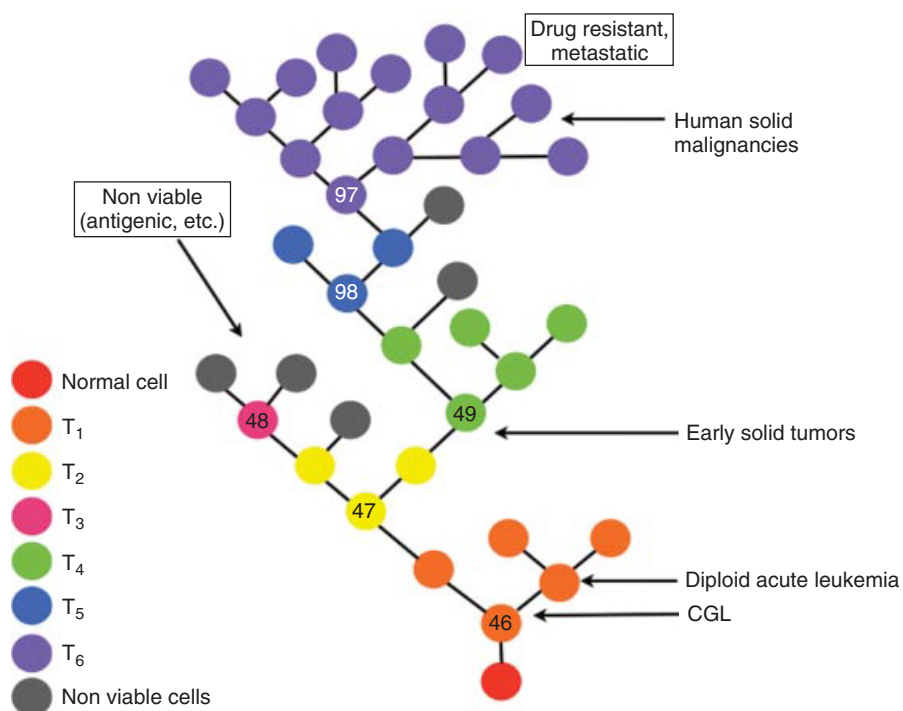 Drug resistant,
metastatic
Human solid
malignancies
97
Non viable
(antigenic, etc.)
98
48
49
Early solid tumors
47
Diploid acute leukemia
CGL
46
Normal cell
T1
T2
T3
T4
T5
T6
Non viable cells